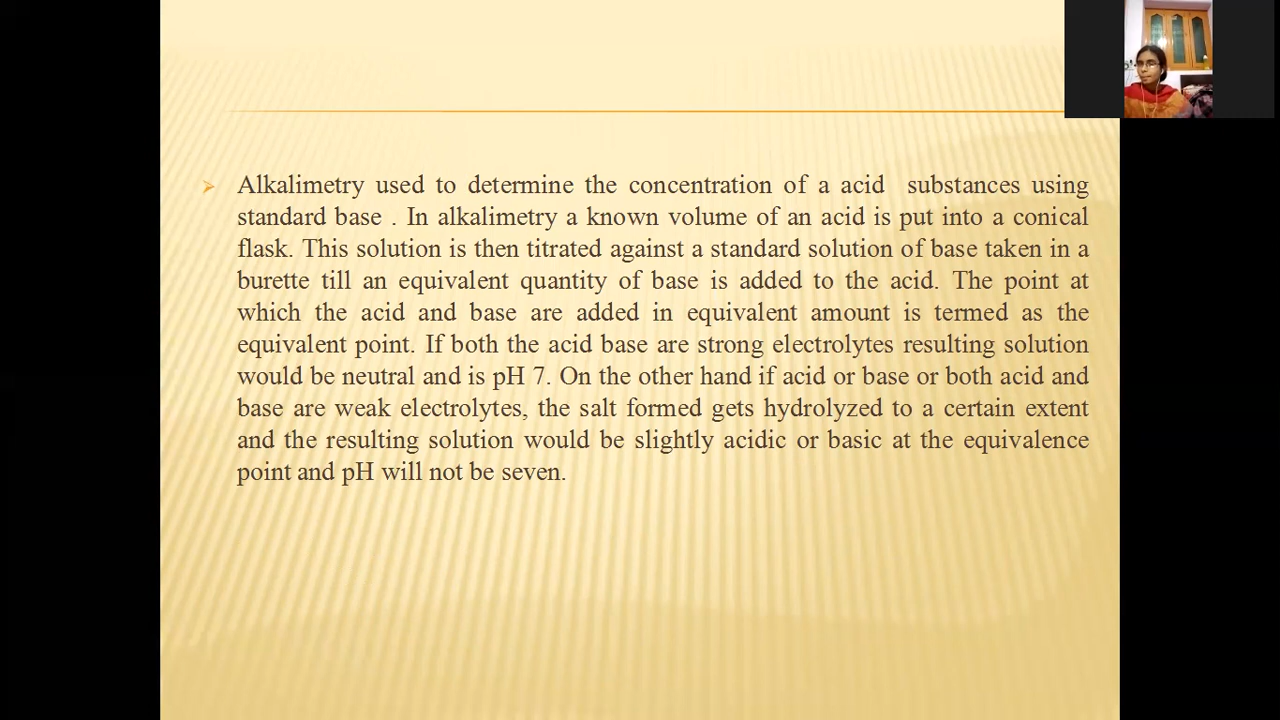 Alkalimetry used to determine the concentration of a acid substances using
standard base . In alkalimetry a known volume of an acid is put into a conical
flask. This solution is then titrated against a standard solution of base taken in a
burette till an equivalent quantity of base is added to the acid. The point at
which the acid and base are added in equivalent amount is termed as the
equivalent point. If both the acid base are strong electrolytes resulting solution
would be neutral and is pH 7. On the other hand if acid or base or both acid and
base are weak electrolytes, the salt formed gets hydrolyzed to a certain extent
and the resulting solution would be slightly acidic or basic at the equivalence
point and pH will not be seven.